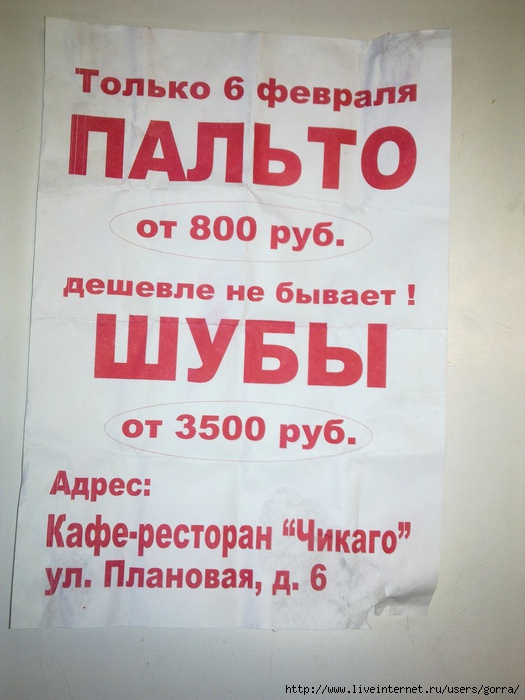 Только 6 февраля
ПАЛЬТО
от 800 руб.
дешевле не бывает !
ШУБЫ
от 3500 руб.
Адрес:
Кафе-ресторан “Чикаго”
ул. Плановая, д. 6
http://www.liveinternet.ru/users/gorra/